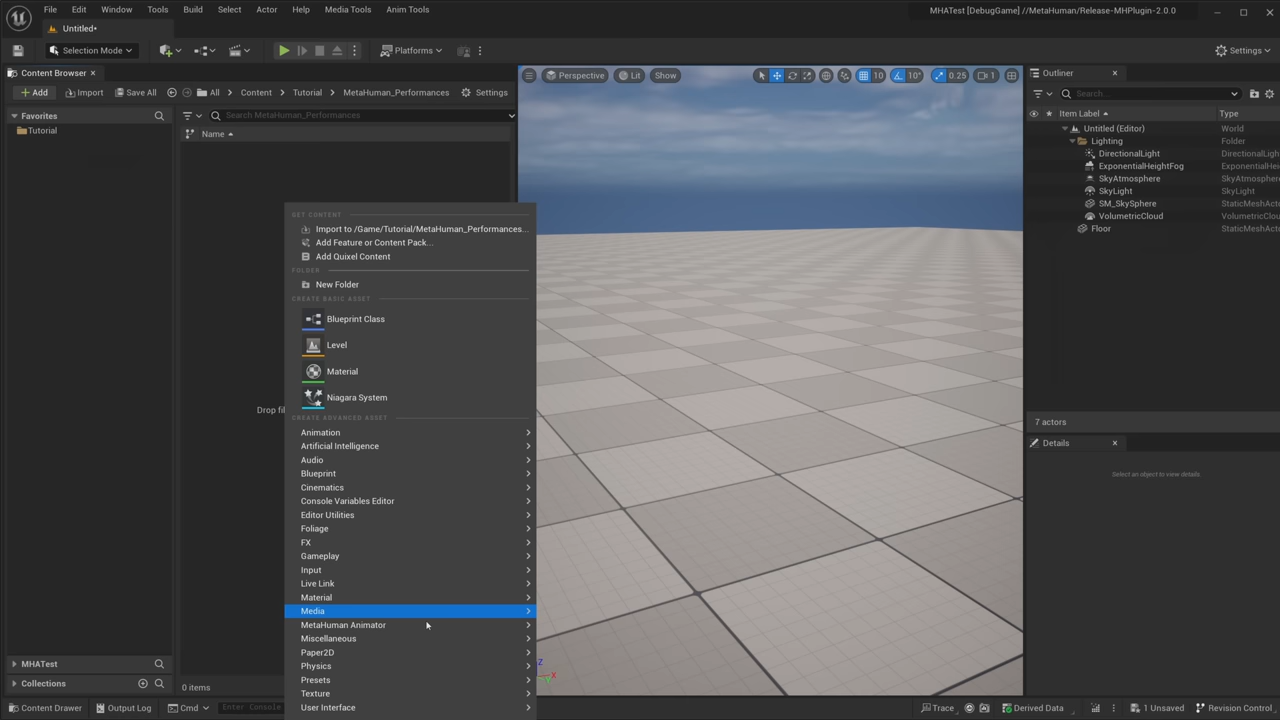 File Edit Window Tools Build Select Actor Help Media Tools Anim Tools
MHATest [DebugGame] //MetaHuman/Release-MHPlugin-2.0.0
Untitled•
Selection Mode
Platforms
Settings
Content Browser
Add Import Save All All Content Tutorial MetaHuman_Performances Settings
Favorites
Tutorial
Search MetaHuman_Performances
Name
GET CONTENT
Import to /Game/Tutorial/MetaHuman_Performances...
Add Feature or Content Pack...
Add Quixel Content
FOLDER
New Folder
CREATE BASIC ASSET
Blueprint Class
Level
Material
Niagara System
Drop fil
CREATE ADVANCED ASSET
Animation
Artificial Intelligence
Audio
Blueprint
Cinematics
Console Variables Editor
Editor Utilities
Foliage
FX
Gameplay
Input
Live Link
Material
Media
MetaHuman Animator
Miscellaneous
Paper2D
Physics
Presets
Texture
User Interface
MHATest
Collections
0 items
Perspective Lit Show 10 10° 0.25 1
Z
X
Outliner
Search...
Item Label Type
Untitled (Editor) World
Lighting Folder
DirectionalLight DirectionalLigh
ExponentialHeightFog ExponentialHei
SkyAtmosphere SkyAtmosphere
SkyLight SkyLight
SM_SkySphere StaticMeshActo
VolumetricCloud VolumetricClou
Floor StaticMeshActo
7 actors
Details
Select an object to view details.
Content Drawer Output Log Cmd Enter Console Trace Derived Data 1 Unsaved Revision Control